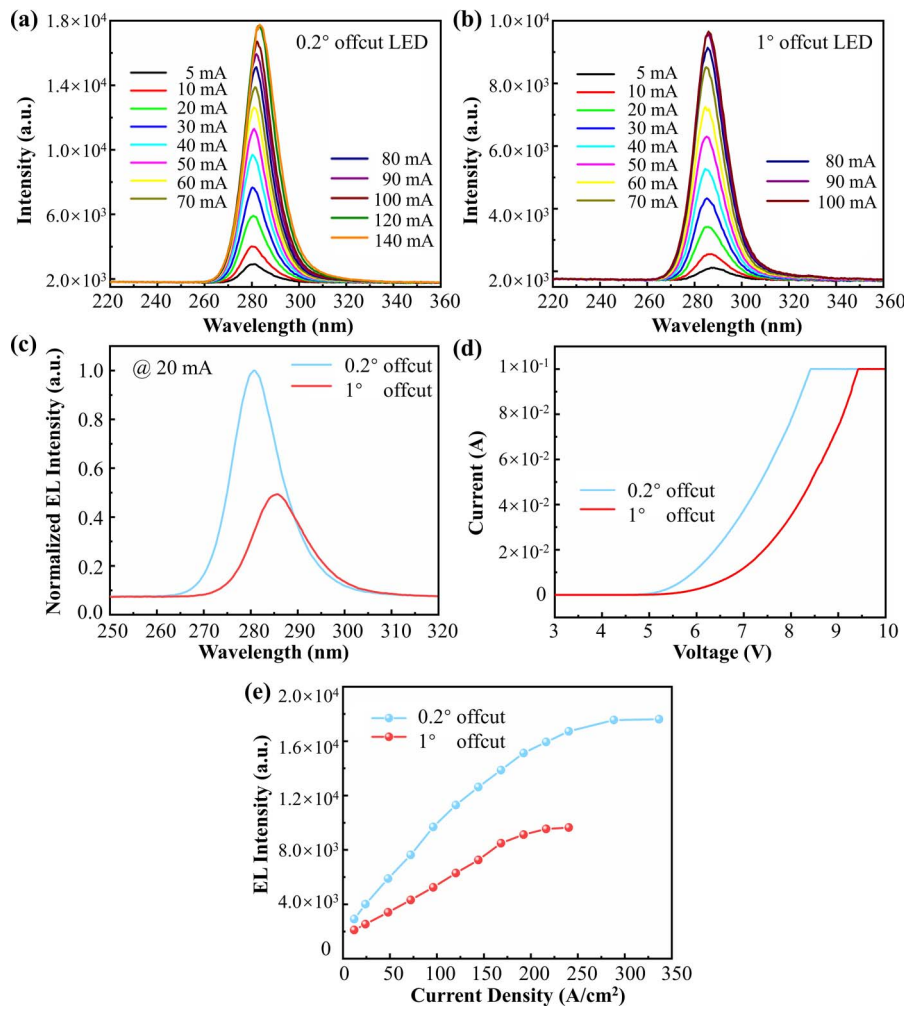 (a)
0.2° offcut LED
1.8×10⁴
1.4×10⁴
1.0×10⁴
6.0×10³
2.0×10³
Intensity (a.u.)
5 mA
10 mA
20 mA
30 mA
40 mA
50 mA
60 mA
70 mA
80 mA
90 mA
100 mA
120 mA
140 mA
220 240 260 280 300 320 340 360
Wavelength (nm)
(b)
1° offcut LED
1.0×10⁴
8.0×10³
6.0×10³
4.0×10³
2.0×10³
Intensity (a.u.)
5 mA
10 mA
20 mA
30 mA
40 mA
50 mA
60 mA
70 mA
80 mA
90 mA
100 mA
220 240 260 280 300 320 340 360
Wavelength (nm)
(c)
@ 20 mA
0.2° offcut
1° offcut
1.0
0.8
0.6
0.4
0.2
0.0
Normalized EL Intensity (a.u.)
250 260 270 280 290 300 310 320
Wavelength (nm)
(d)
1×10⁻¹
8×10⁻²
6×10⁻²
4×10⁻²
2×10⁻²
0
Current (A)
0.2° offcut
1° offcut
3 4 5 6 7 8 9 10
Voltage (V)
(e)
2.0×10⁴
1.6×10⁴
1.2×10⁴
8.0×10³
4.0×10³
0
EL Intensity (a.u.)
0.2° offcut
1° offcut
0 50 100 150 200 250 300 350
Current Density (A/cm²)